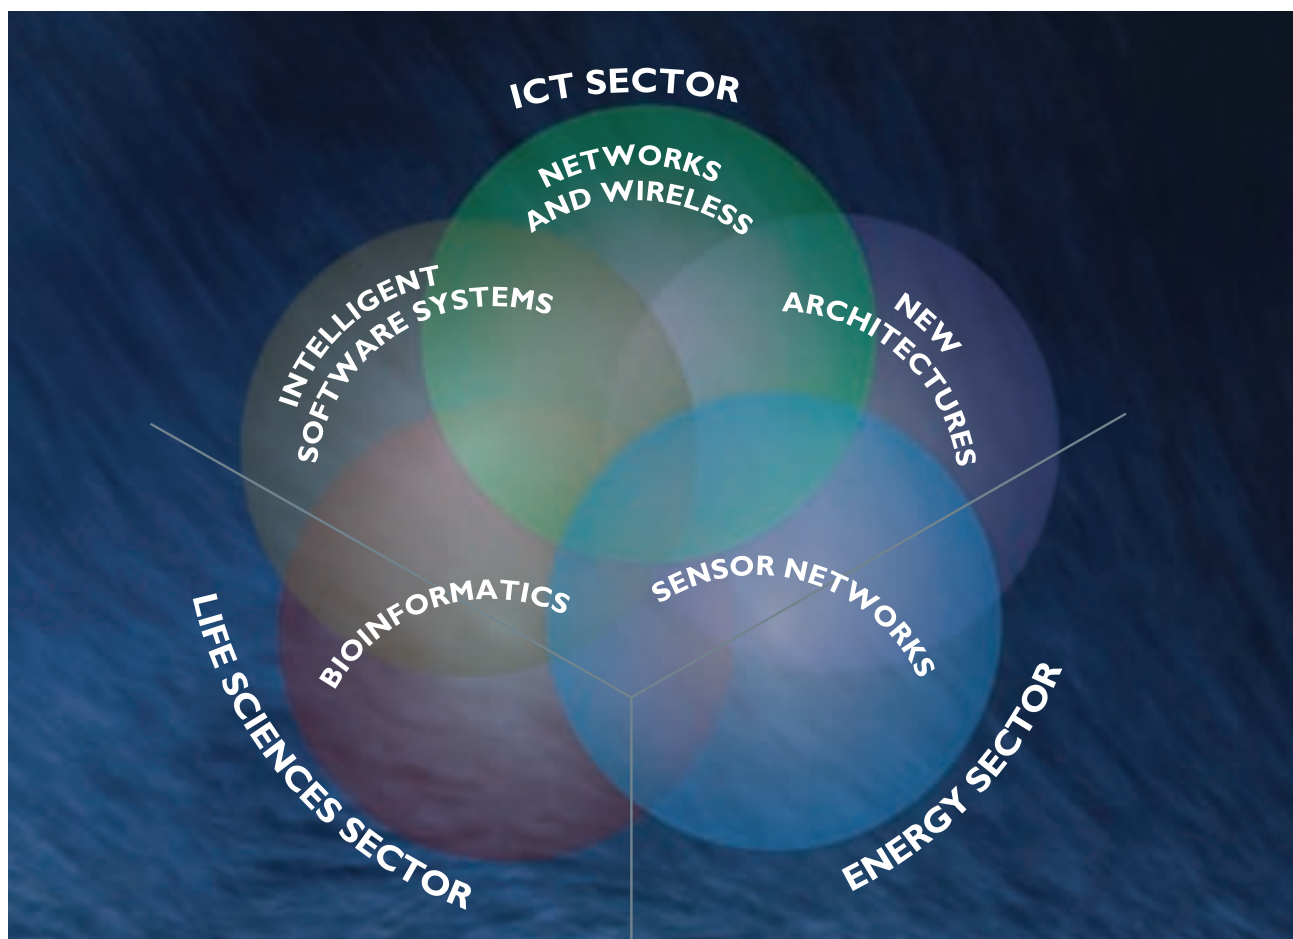 ICT SECTOR
NETWORKS
AND WIRELESS
INTELLIGENT
SOFTWARE SYSTEMS
NEW
ARCHITECTURES
BIOINFORMATICS
SENSOR NETWORKS
LIFE SCIENCES SECTOR
ENERGY SECTOR